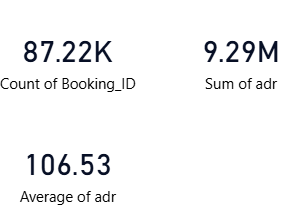 87.22K
9.29M
Count of Booking_ID
Sum of adr
106.53
Average of adr